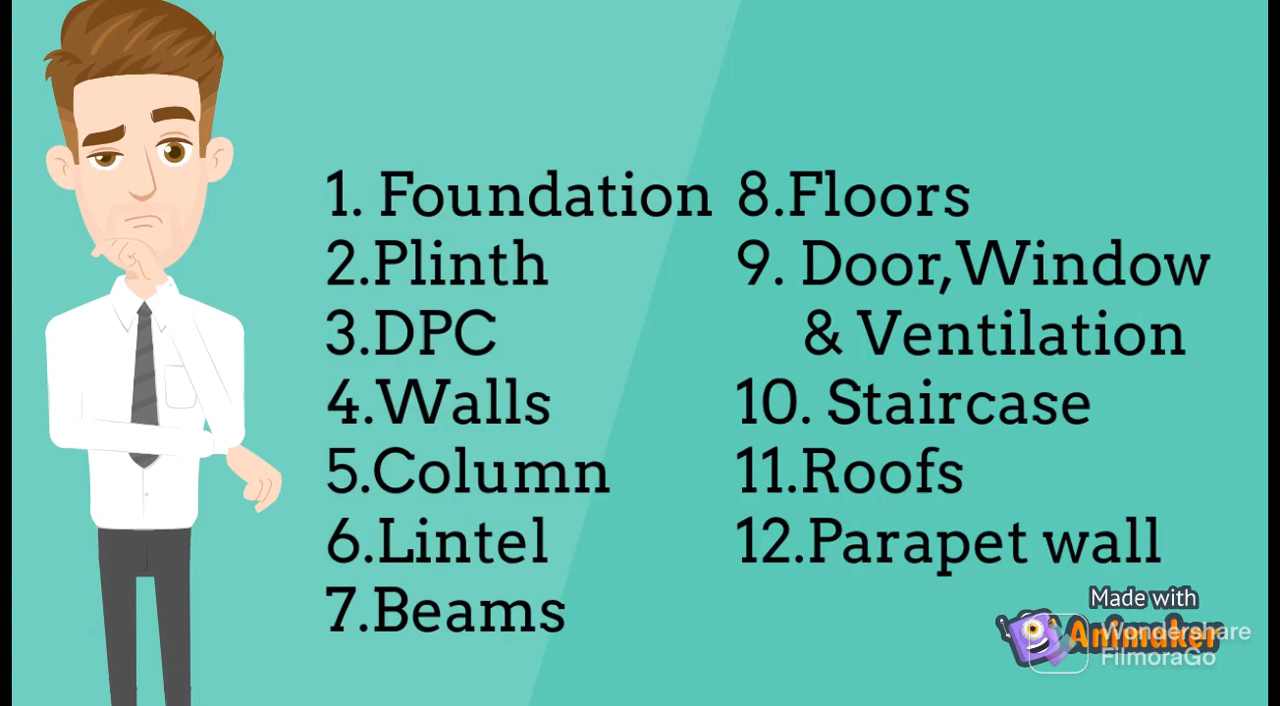 1. Foundation
2.Plinth
3.DPC
4.Walls
5.Column
6.Lintel
7.Beams
8.Floors
9. Door,Window
& Ventilation
10. Staircase
11.Roofs
12.Parapet wall
Made with
Animaker
Wondershare
FilmoraGo